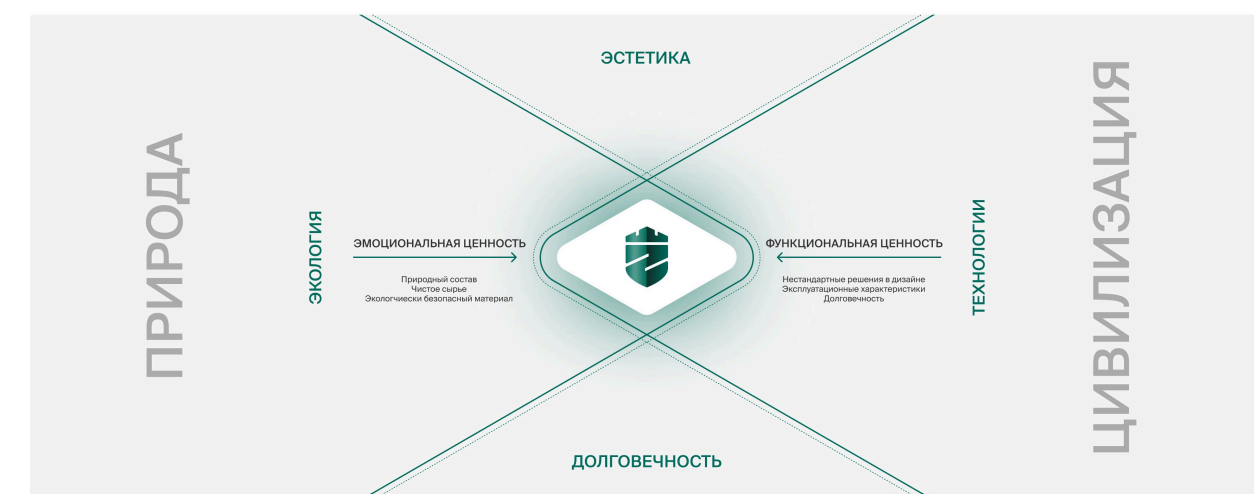 ЭСТЕТИКА
ПРИРОДА
ЭКОЛОГИЯ
ЭМОЦИОНАЛЬНАЯ ЦЕННОСТЬ
Природный состав
Чистое сырье
Экологчиески безопасный материал
ФУНКЦИОНАЛЬНАЯ ЦЕННОСТЬ
Нестандартные решения в дизайне
Эксплуатационные характеристики
Долговечность
ТЕХНОЛОГИИ
ЦИВИЛИЗАЦИЯ
ДОЛГОВЕЧНОСТЬ